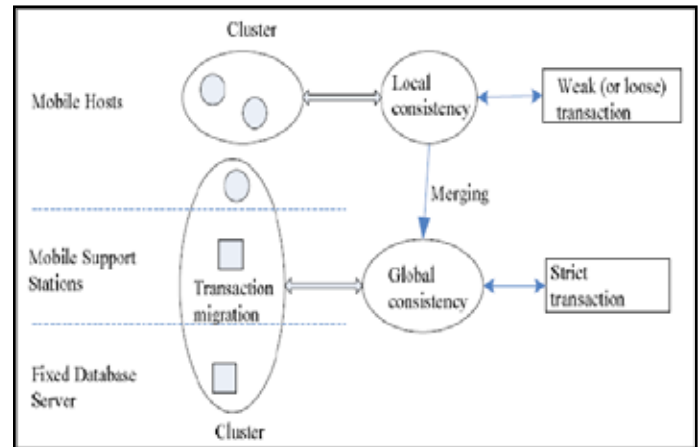 Cluster
Mobile Hosts
Local
consistency
Weak (or loose)
transaction
Merging
Mobile Support
Stations
Transaction
migration
Global
consistency
Strict
transaction
Fixed Database
Server
Cluster